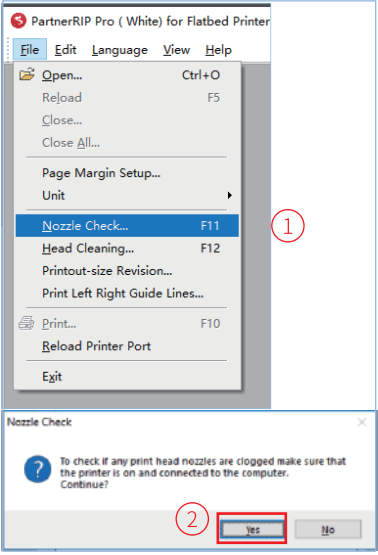 PartnerRIP Pro ( White) for Flatbed Printer
File Edit Language View Help
Open... Ctrl+O
Reload F5
Close...
Close All...
Page Margin Setup...
Unit
Nozzle Check... F11
1
Head Cleaning... F12
Printout-size Revision...
Print Left Right Guide Lines...
Print... F10
Reload Printer Port
Exit
Nozzle Check
To check if any print head nozzles are clogged make sure that
the printer is on and connected to the computer.
Continue?
2
Yes No